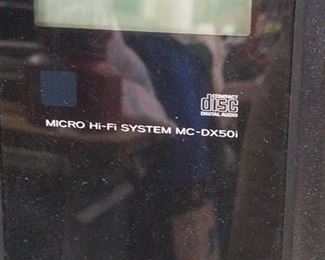 COMPACT
disc
DIGITAL AUDIO
MICRO Hi-Fi SYSTEM MC-DX50i